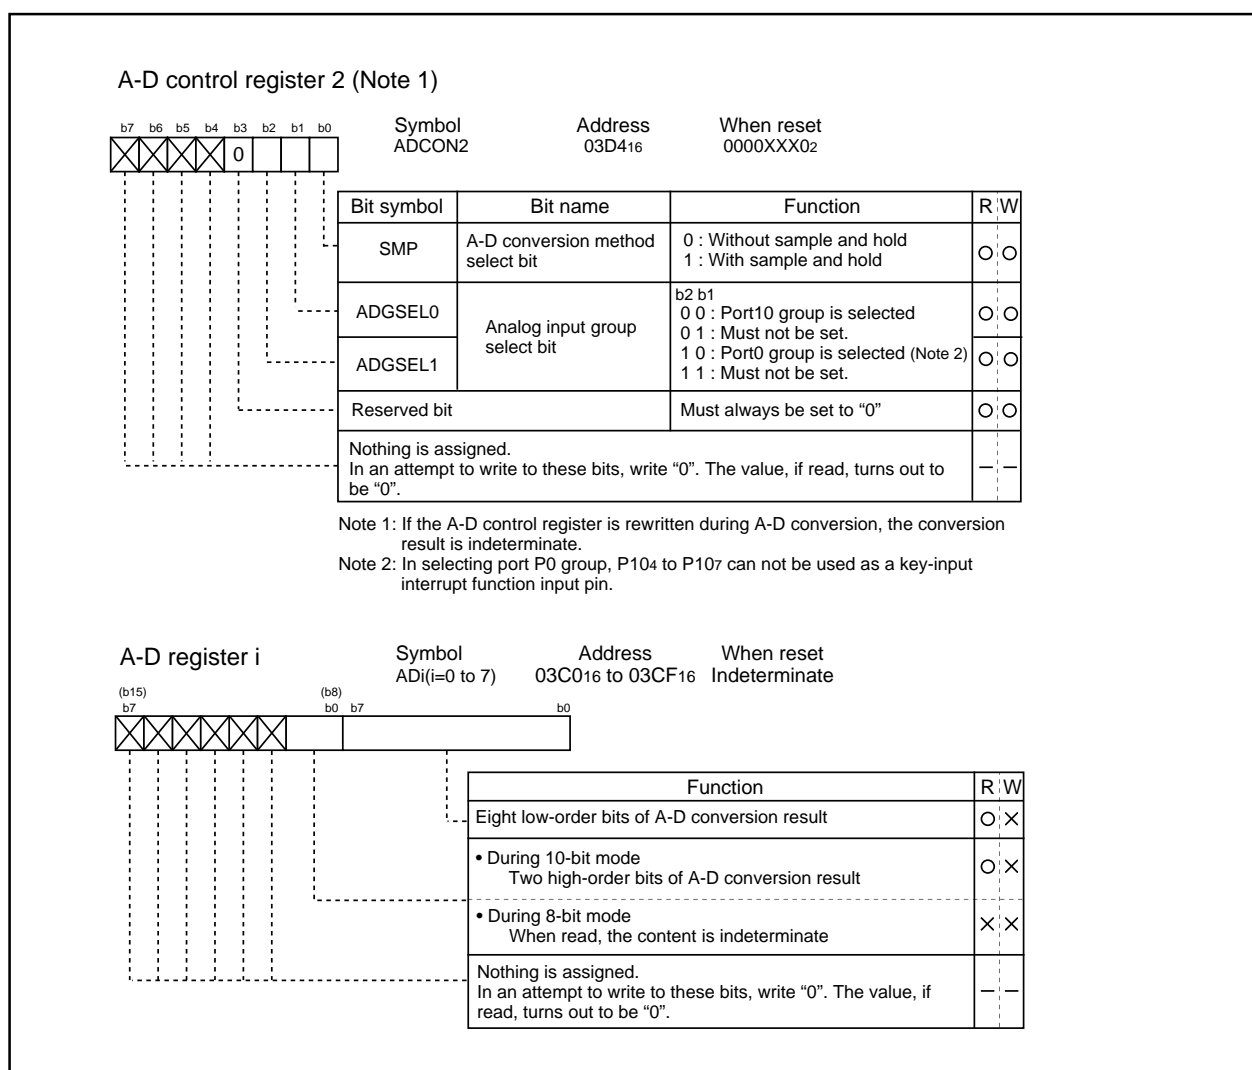 A-D control register 2 (Note 1)
b7 b6 b5 b4 b3 b2 b1 b0
Symbol Address When reset
ADCON2 03D416 0000XXX02
0
Bit symbol Bit name Function R W
SMP
A-D conversion method
select bit
0 : Without sample and hold
1 : With sample and hold
ADGSEL0
ADGSEL1
Analog input group
select bit
b2 b1
0 0 : Port10 group is selected
0 1 : Must not be set.
1 0 : Port0 group is selected (Note 2)
1 1 : Must not be set.
Reserved bit Must always be set to “0”
Nothing is assigned.
In an attempt to write to these bits, write “0”. The value, if read, turns out to
be “0”.
Note 1: If the A-D control register is rewritten during A-D conversion, the conversion
result is indeterminate.
Note 2: In selecting port P0 group, P104 to P107 can not be used as a key-input
interrupt function input pin.
A-D register i
Symbol Address When reset
ADi(i=0 to 7) 03C016 to 03CF16 Indeterminate
(b15) (b8)
b7 b0 b7 b0
Function R W
Eight low-order bits of A-D conversion result
• During 10-bit mode
Two high-order bits of A-D conversion result
• During 8-bit mode
When read, the content is indeterminate
Nothing is assigned.
In an attempt to write to these bits, write “0”. The value, if
read, turns out to be “0”.